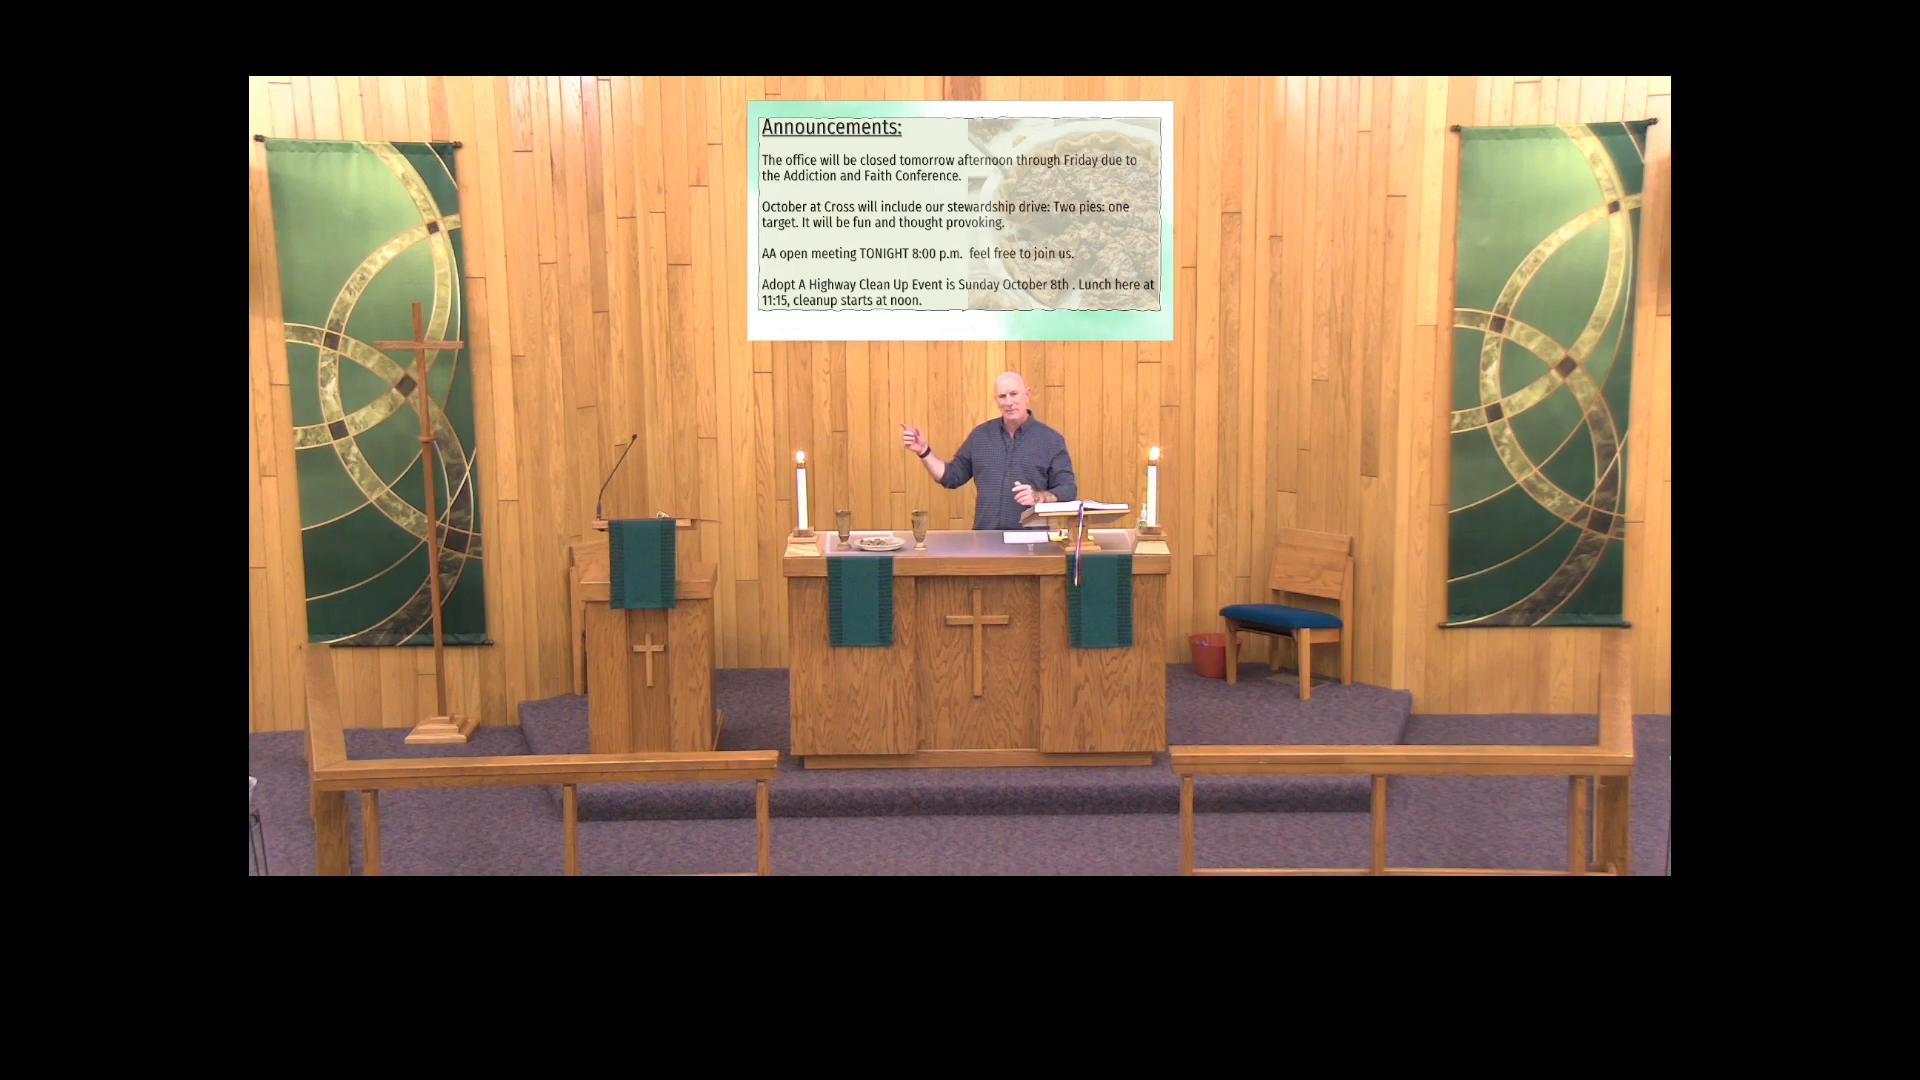 Announcements:
The office will be closed tomorrow afternoon through Friday due to
the Addiction and Faith Conference.
October at Cross will include our stewardship drive: Two pies: one
target. It will be fun and thought provoking.
AA open meeting TONIGHT 8:00 p.m. feel free to join us.
Adopt A Highway Clean Up Event is Sunday October 8th . Lunch here at
11:15, cleanup starts at noon.